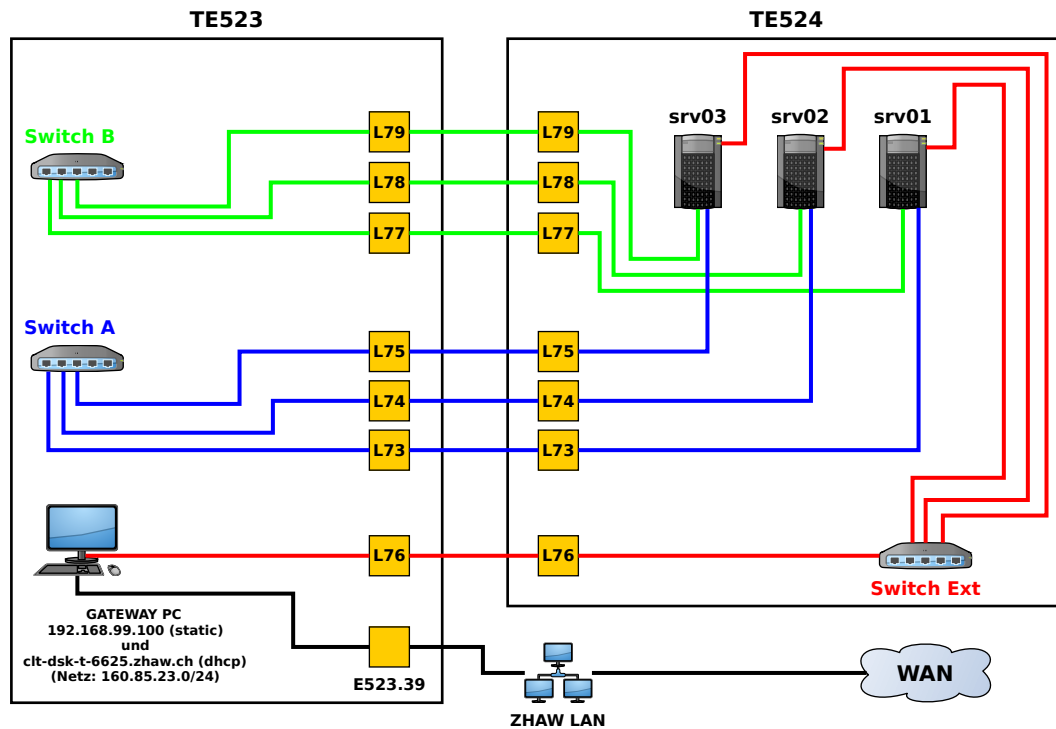 TE523
TE524
Switch B
L79
L79
srv03
srv02
srv01
L78
L78
L77
L77
Switch A
L75
L75
L74
L74
L73
L73
L76
L76
Switch Ext
GATEWAY PC
192.168.99.100 (static)
und
clt-dsk-t-6625.zhaw.ch (dhcp)
(Netz: 160.85.23.0/24)
E523.39
ZHAW LAN
WAN